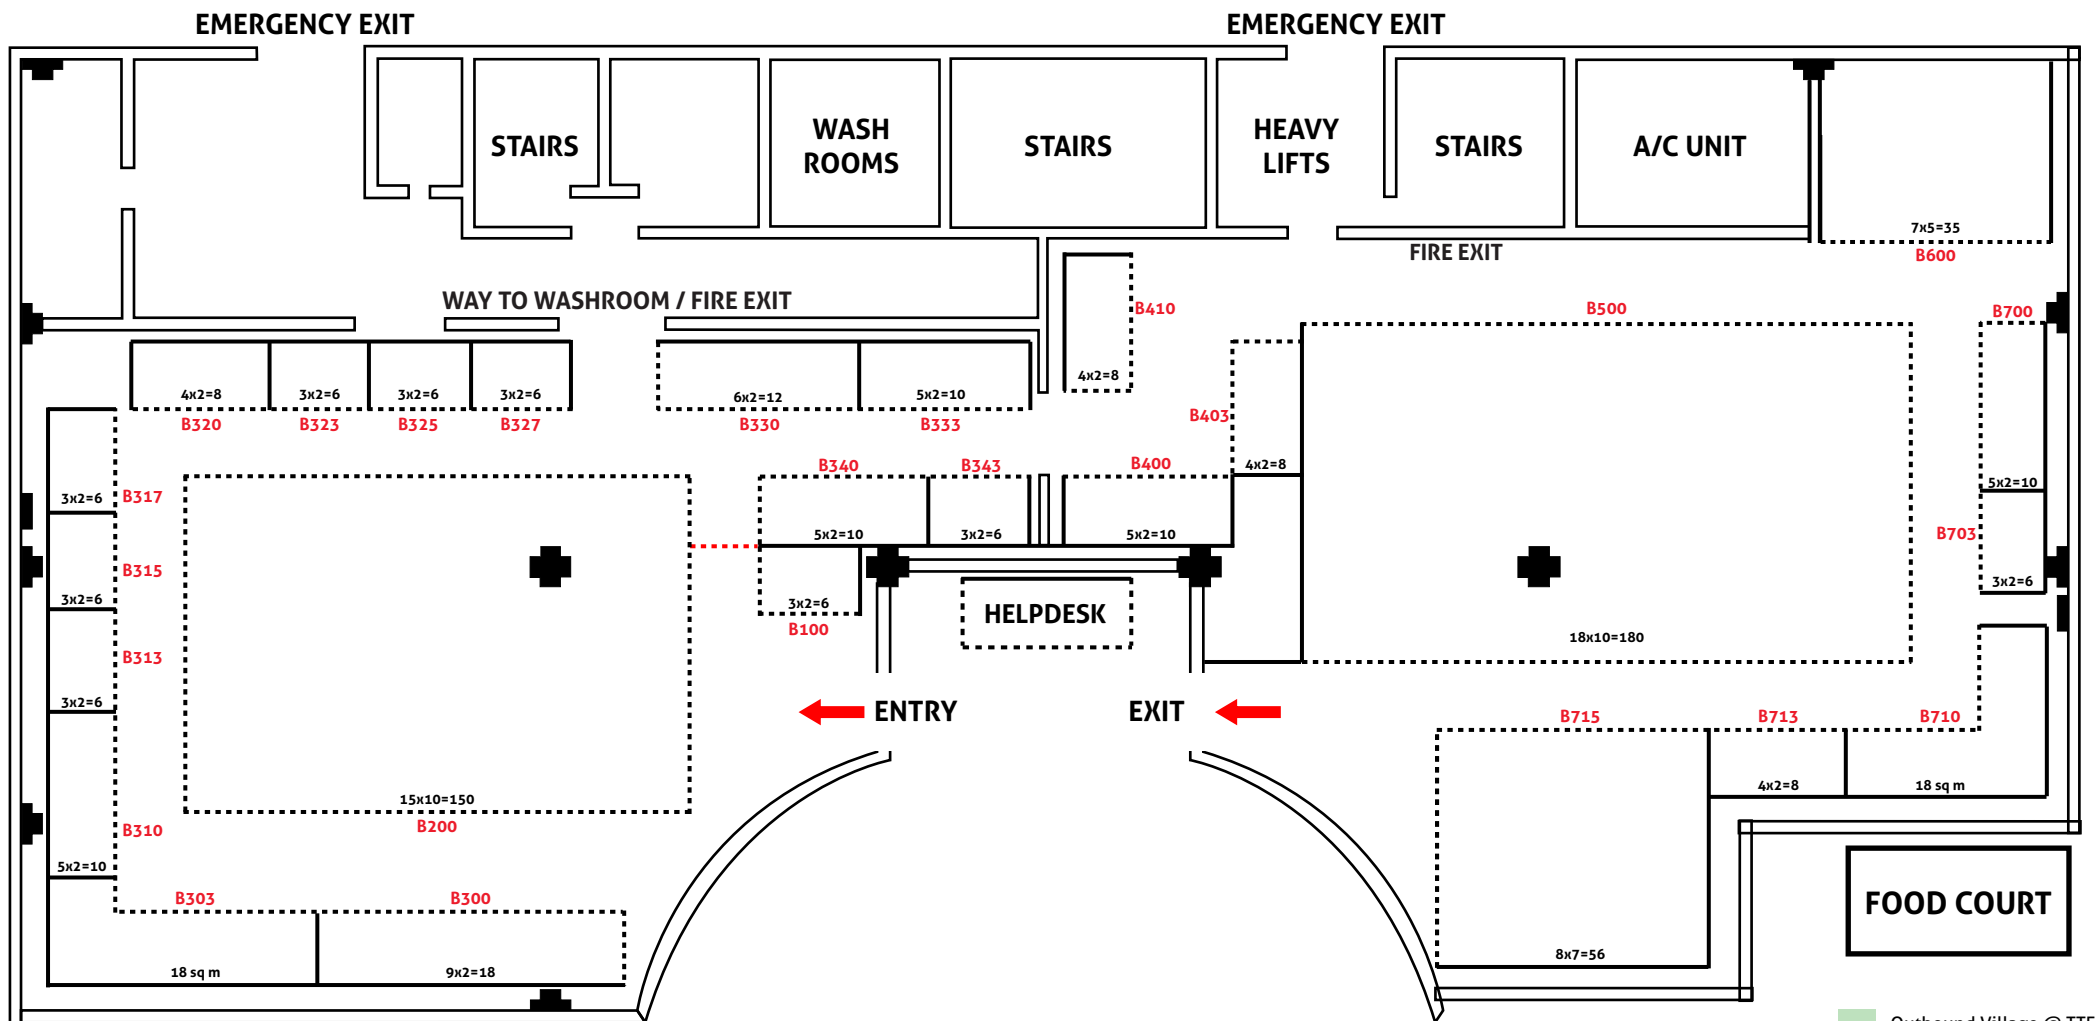 EMERGENCY EXIT
EMERGENCY EXIT
STAIRS
WASH
ROOMS
STAIRS
HEAVY
LIFTS
STAIRS
A/C UNIT
7x5=35
B600
FIRE EXIT
WAY TO WASHROOM / FIRE EXIT
B410
4x2=8
B500
B700
4x2=8
3x2=6
3x2=6
3x2=6
6x2=12
5x2=10
B320
B323
B325
B327
B330
B333
B403
4x2=8
B340
B343
B400
5x2=10
3x2=6
5x2=10
5x2=10
B703
3x2=6
3x2=6
B317
B315
3x2=6
B313
3x2=6
3x2=6
B100
HELPDESK
18x10=180
ENTRY
EXIT
B715
B713
B710
4x2=8
18 sq m
15x10=150
B200
B310
5x2=10
B303
B300
18 sq m
9x2=18
8x7=56
FOOD COURT